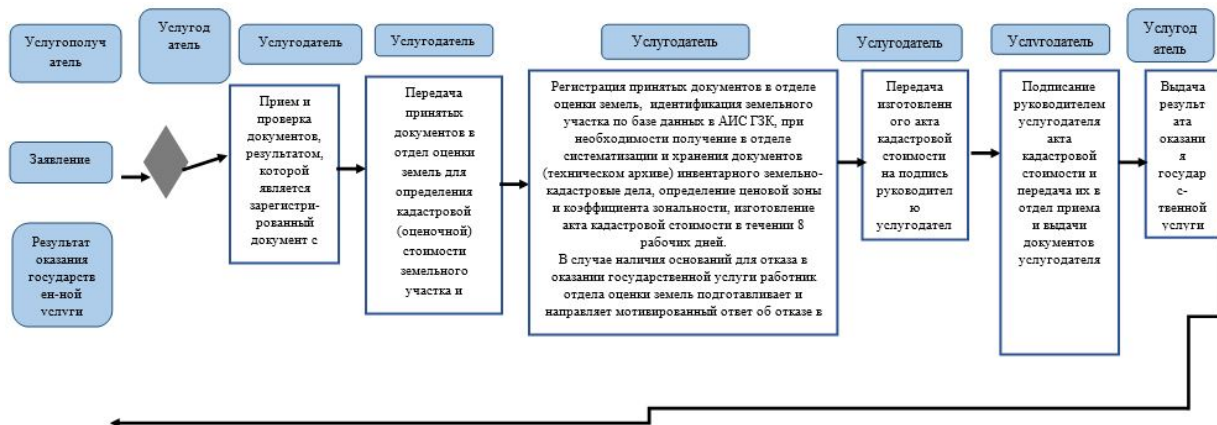 Услугополуч
атель
Услугод
атель
Услугодатель
Услугодатель
Услугодатель
Услугодатель
Услугодатель
Услугод
атель
Заявление
Результат
оказания
государств
ен-ной
услуги
Прием и
проверка
документов,
результатом,
которой
является
зарегистри-
рованный
документ с
Передача
принятых
документов в
отдел оценки
земель для
определения
кадастровой
(оценочной)
стоимости
земельного
участка и
Регистрация принятых документов в отделе
оценки земель, идентификация земельного
участка по базе данных в АИС ГЗК, при
необходимости получение в отделе
систематизации и хранения документов
(техническом архиве) инвентарного земельно-
кадастровые дела, определение ценовой зоны
и коэффициента зональности, изготовление
акта кадастровой стоимости в течении 8
рабочих дней.
В случае наличия оснований для отказа в
оказании государственной услуги работник
отдела оценки земель подготавливает и
направляет мотивированный ответ об отказе в
Передача
изготовленн
ого акта
кадастровой
стоимости
на подпись
руководител
ю
услугодател
Подписание
руководителем
услугодателя
акта
кадастровой
стоимости и
передача их в
отдел приема
и выдачи
документов
услугодателя
Выдача
резуль
тата
оказани
я
государ
с-
твенной
услуги